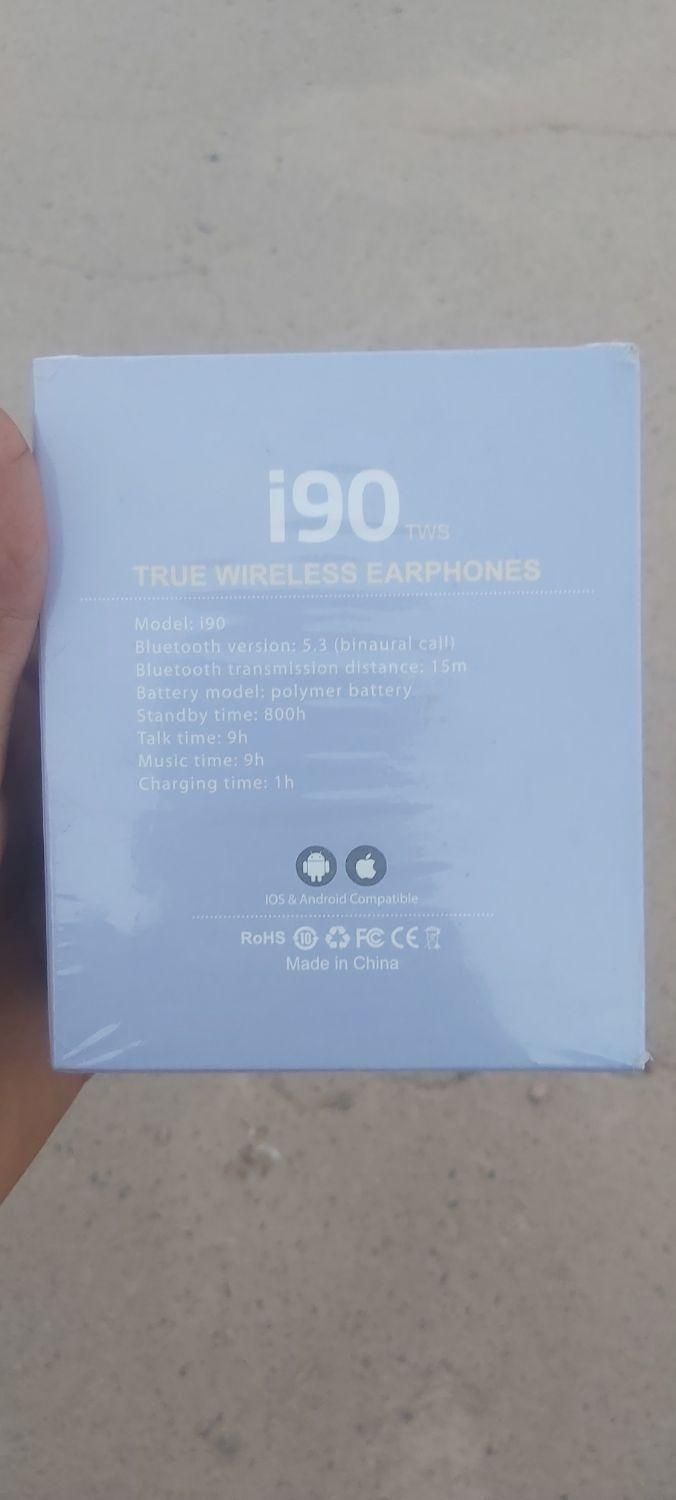 i90 TWS
TRUE WIRELESS EARPHONES
Model: i90
Bluetooth version: 5.3 (binaural call)
Bluetooth transmission distance: 15m
Battery model: polymer battery
Standby time: 800h
Talk time: 9h
Music time: 9h
Charging time: 1h
IOS & Android Compatible
RoHS 10 FC CE
Made in China